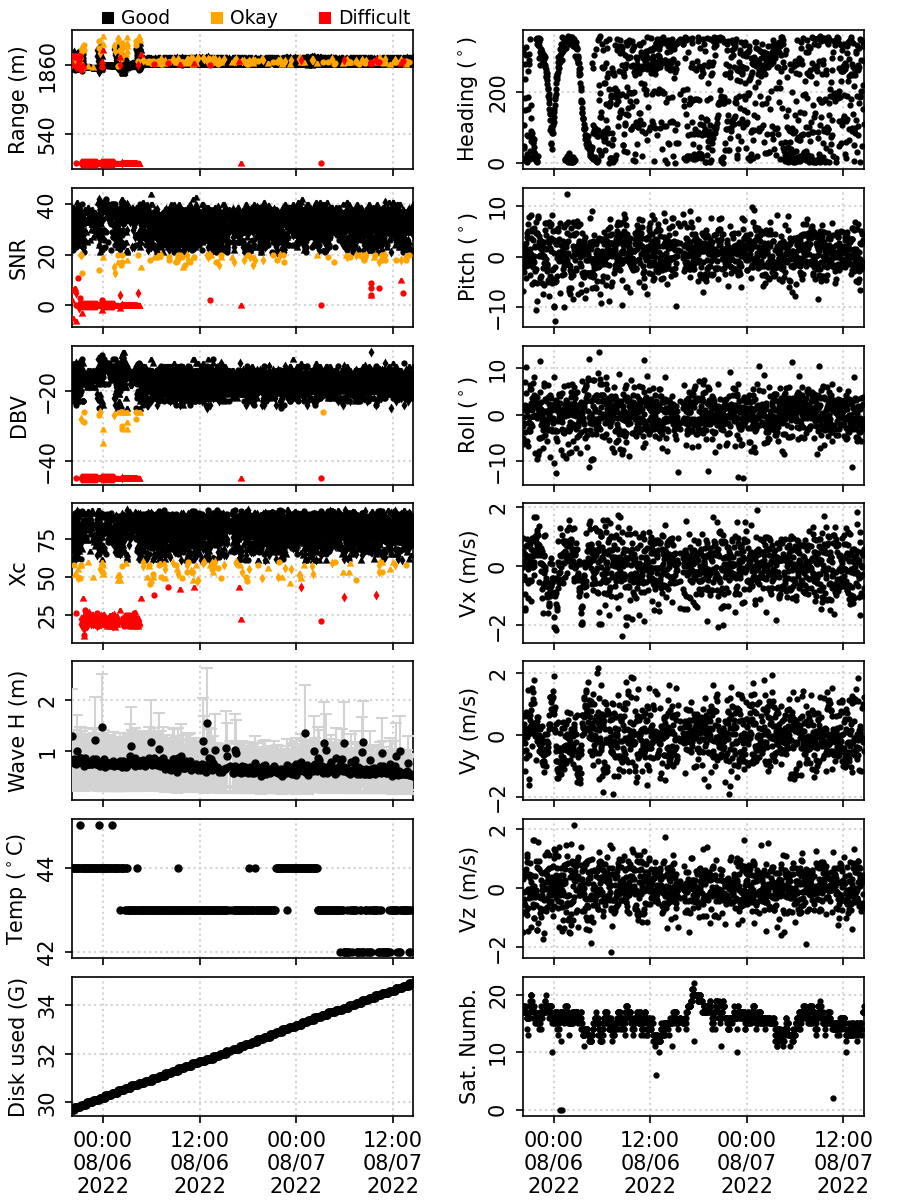 Good Okay Difficult
Range (m)
1860
540
Heading (°)
200
0
SNR
40
20
0
Pitch (°)
10
0
−10
DBV
−20
−40
Roll (°)
10
0
−10
Xc
75
50
25
Vx (m/s)
2
0
−2
Wave H (m)
2
1
Vy (m/s)
2
0
−2
Temp (°C)
44
43
42
Vz (m/s)
2
0
−2
Disk used (G)
34
32
30
Sat. Numb.
20
10
0
00:00 12:00 00:00 12:00
08/06 08/06 08/07 08/07
2022 2022 2022 2022
00:00 12:00 00:00 12:00
08/06 08/06 08/07 08/07
2022 2022 2022 2022